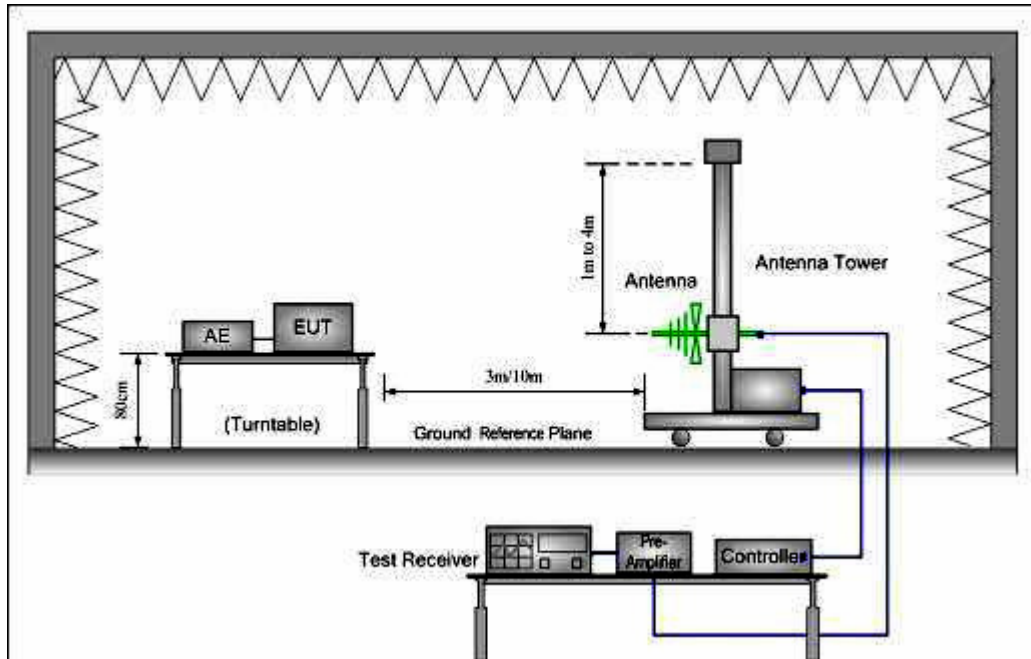 1m to 4m
Antenna
Antenna Tower
AE
EUT
80cm
3m/10m
(Turntable)
Ground Reference Plane
Test Receiver
Pre-
Amplifier
Controller